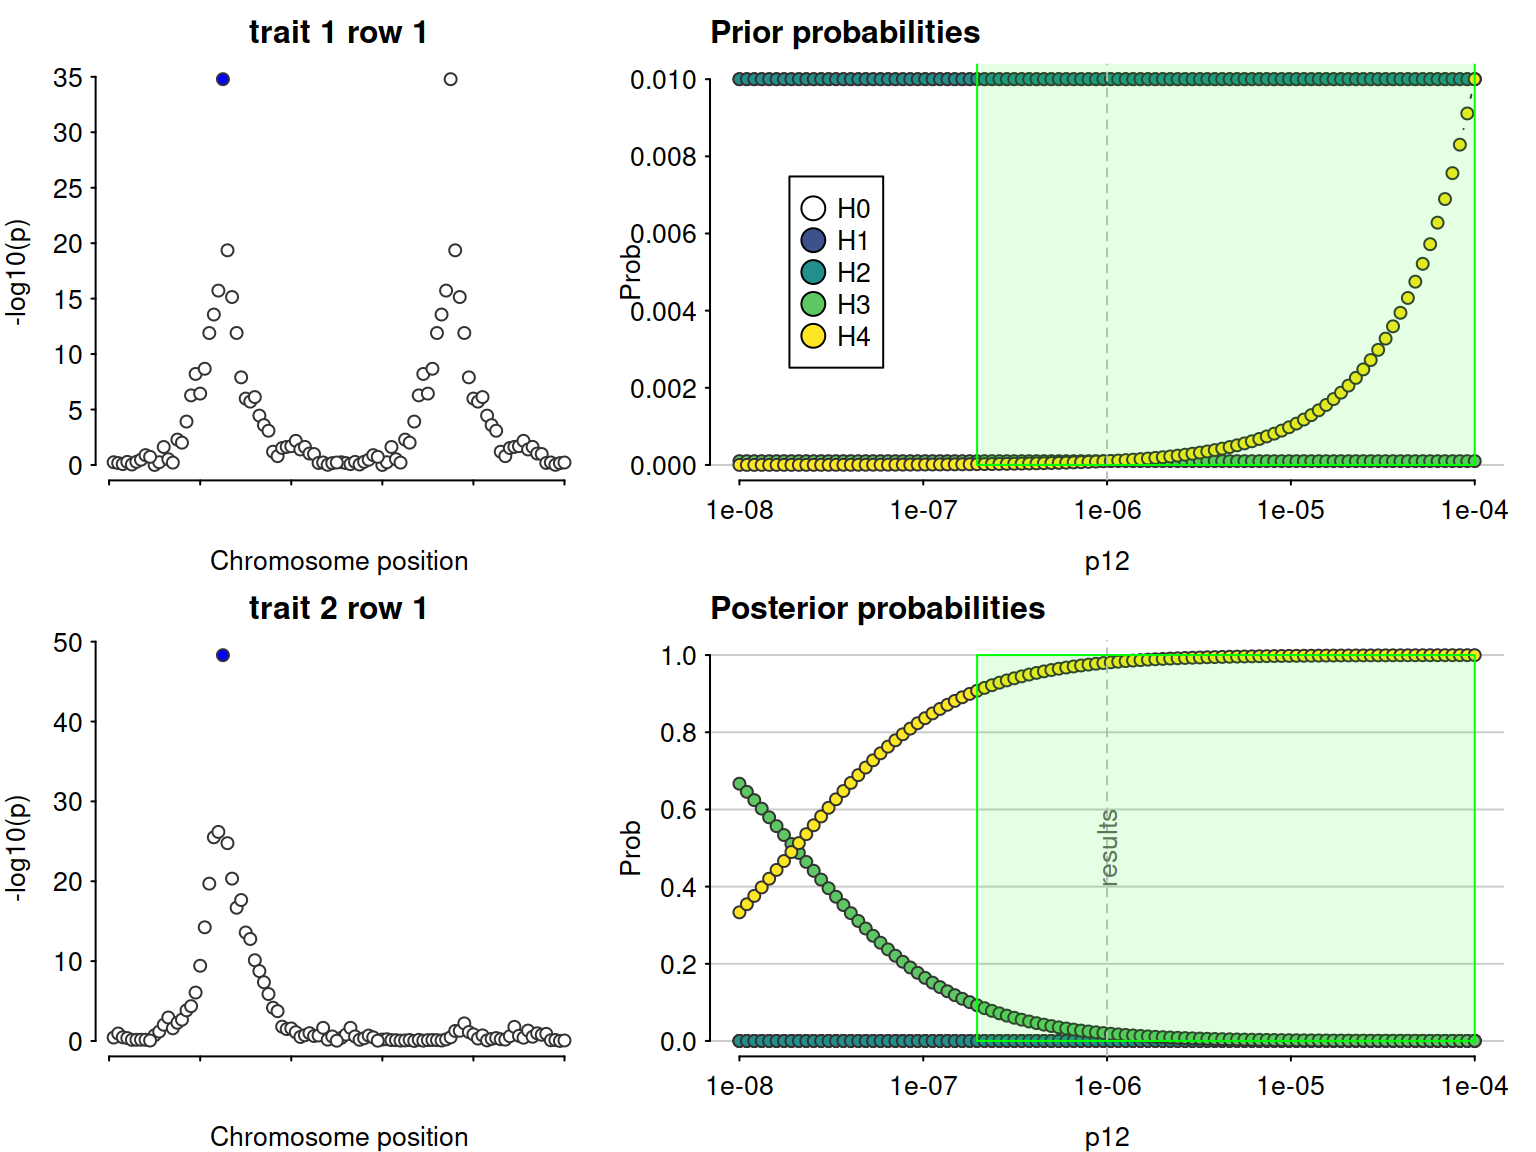 trait 1 row 1
35
30
25
20
15
10
5
0
-log10(p)
Chromosome position
Prior probabilities
0.010
0.008
0.006
0.004
0.002
0.000
Prob
H0
H1
H2
H3
H4
1e-08 1e-07 1e-06 1e-05 1e-04
p12
trait 2 row 1
50
40
30
20
10
0
-log10(p)
Chromosome position
Posterior probabilities
1.0
0.8
0.6
0.4
0.2
0.0
Prob
results
1e-08 1e-07 1e-06 1e-05 1e-04
p12